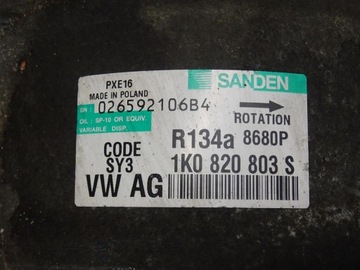 PXE16
MADE IN POLAND
SANDEN
SN 026592106B4
OIL : SP-10 OR EQUIV.
VARIABLE DISP.
ROTATION
CODE
SY3
R134a 8680P
1K0 820 803 S
VW AG